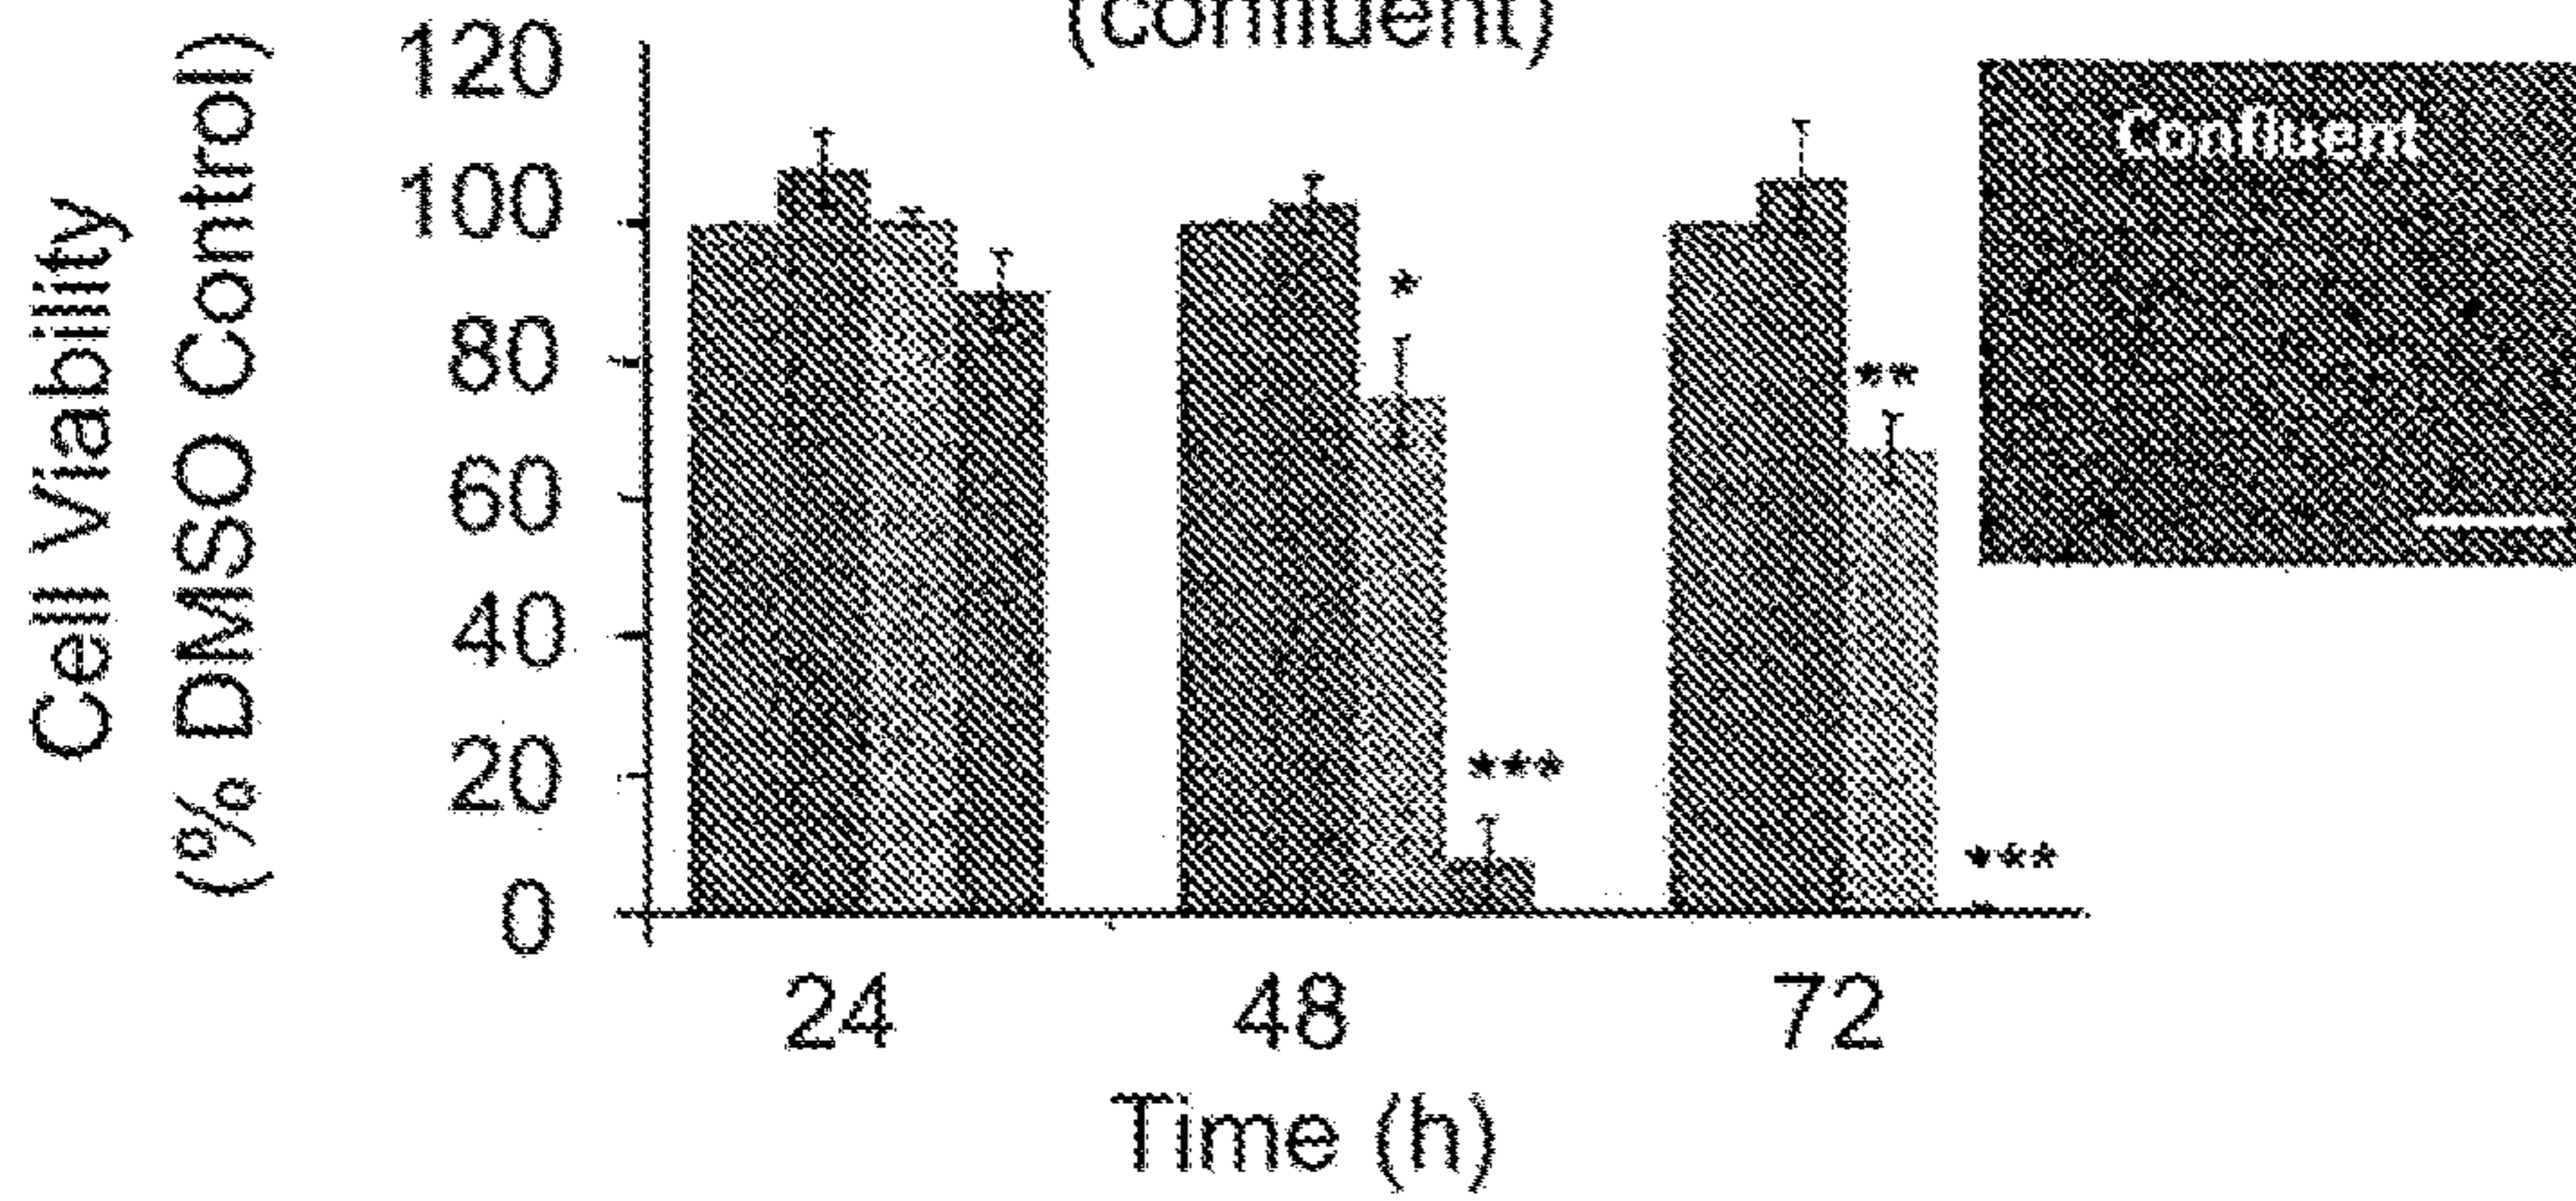 (confluent)
Cell Viability
(% DMSO Control)
120
100
80
60
40
20
0
Confluent
*
**
***
***
24
48
72
Time (h)